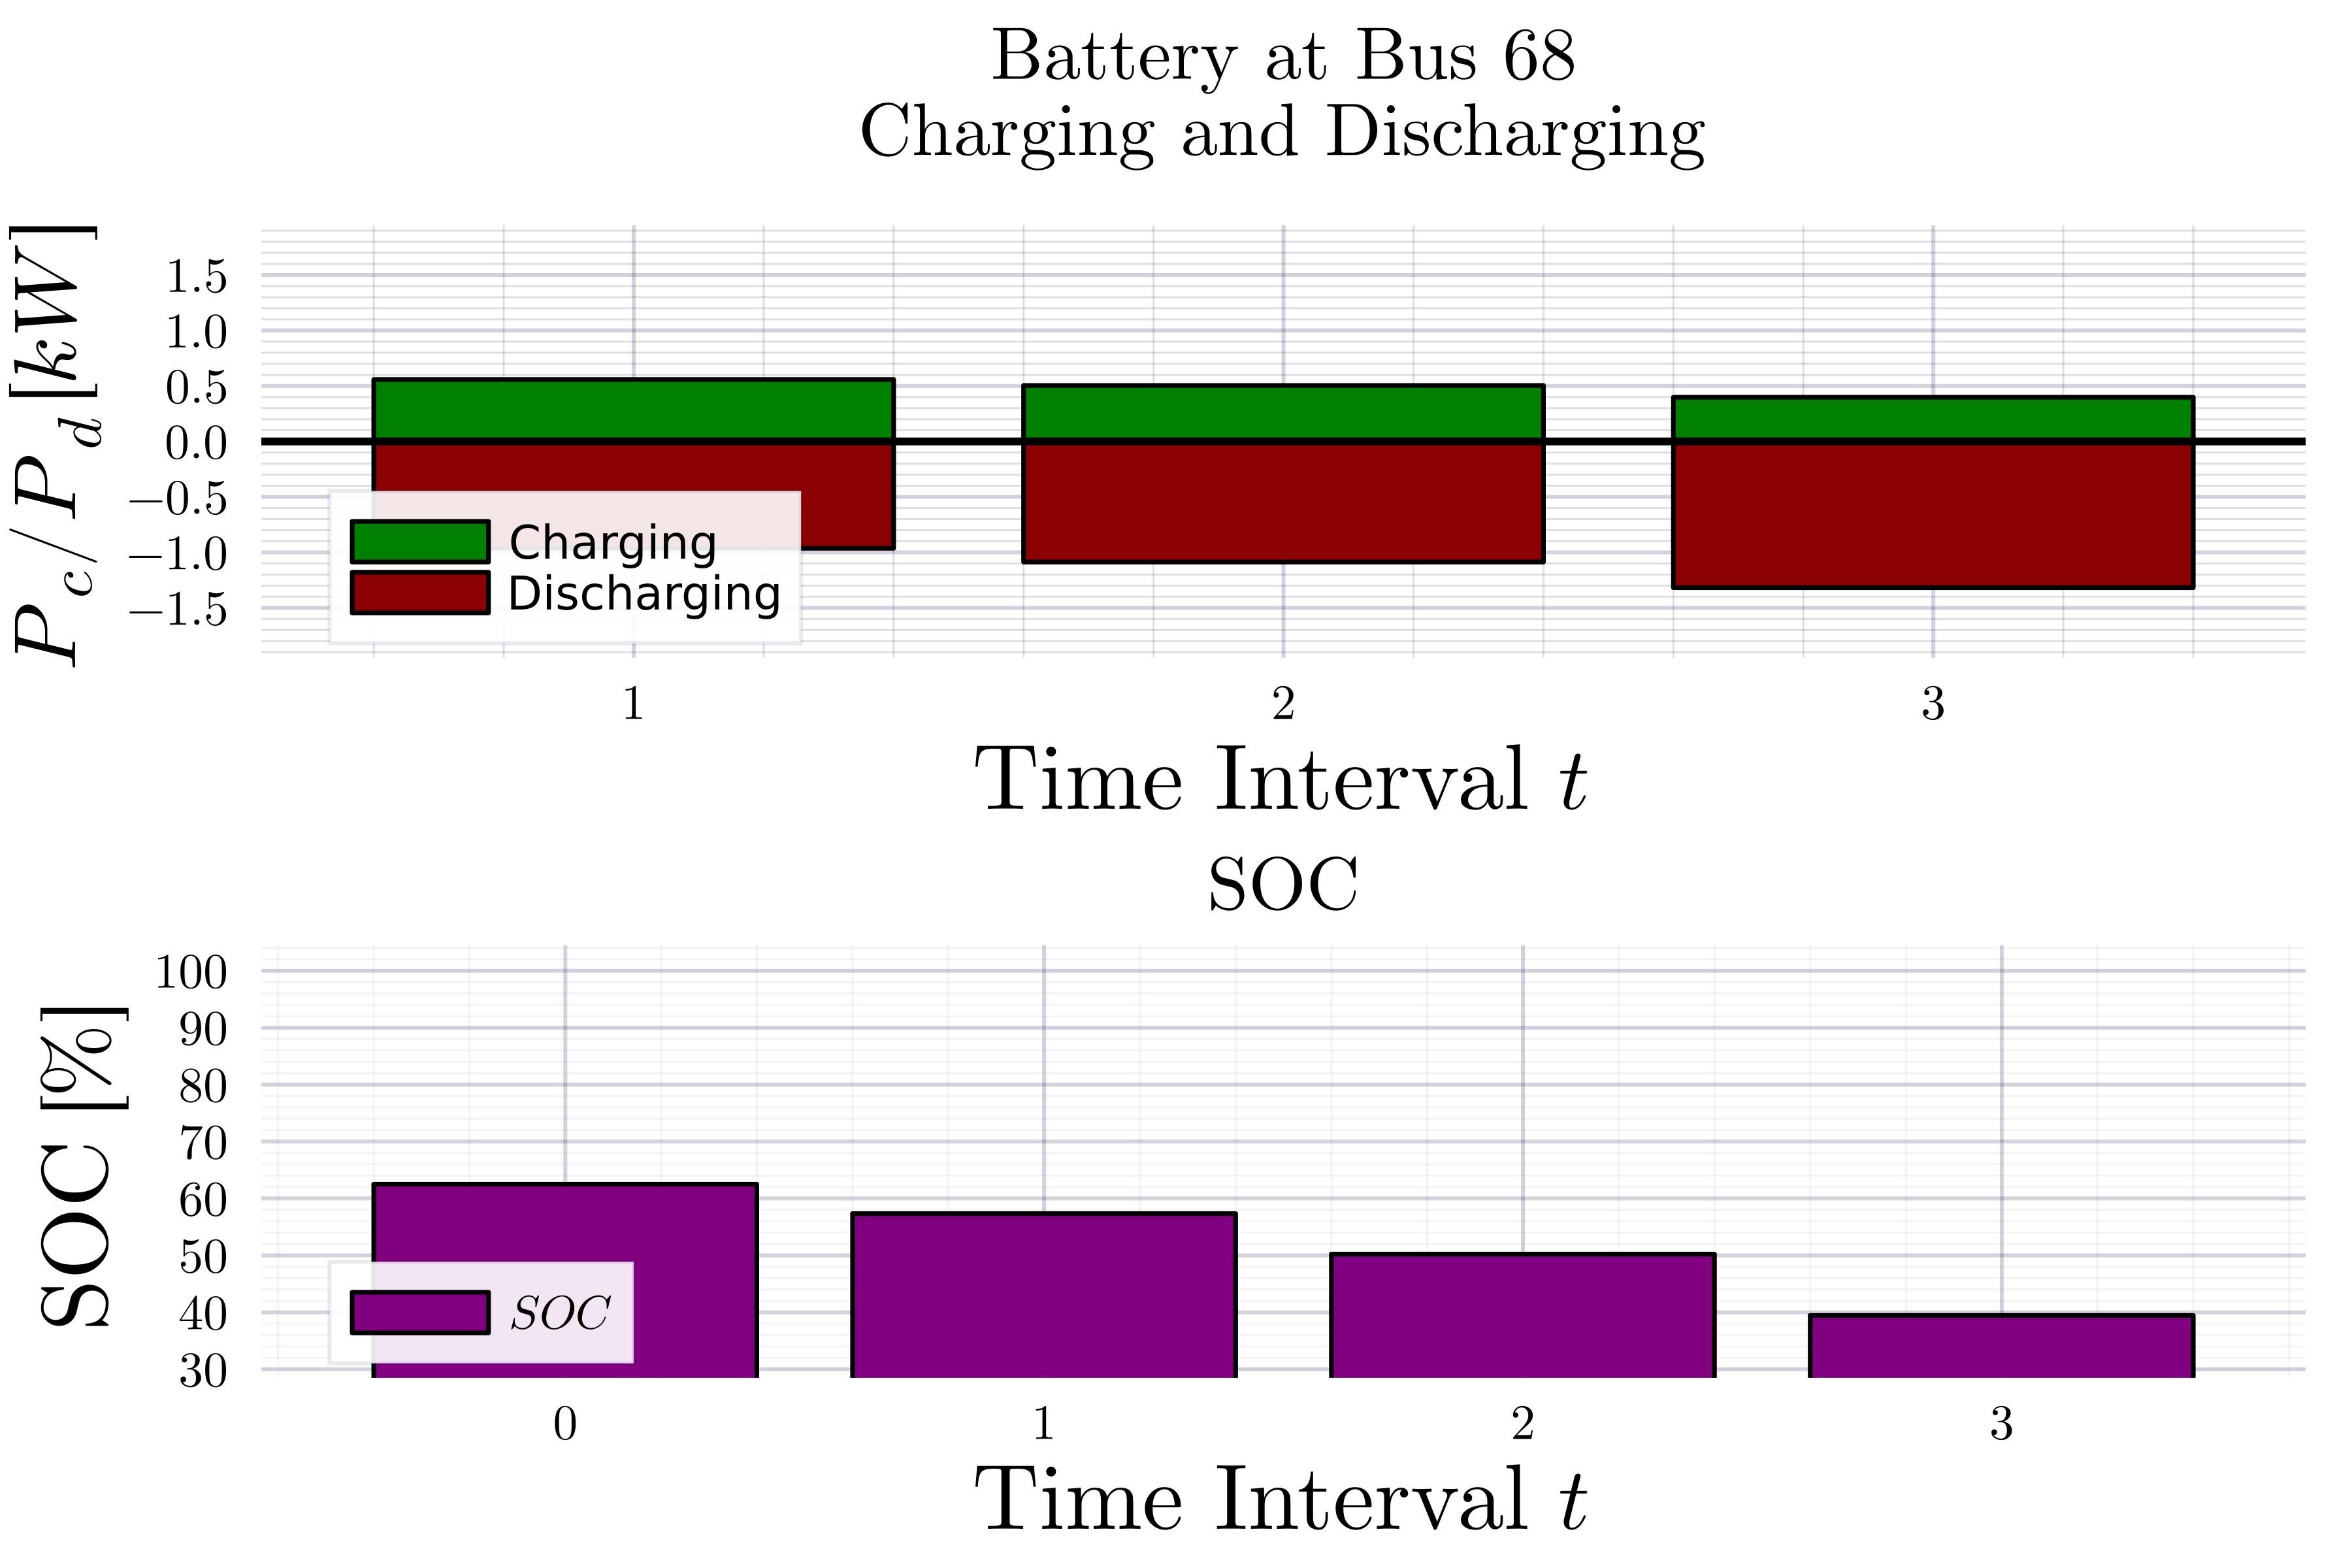 Battery at Bus 68
Charging and Discharging
P_c/P_d [kW]
1.5
1.0
0.5
0.0
−0.5
−1.0
−1.5
Charging
Discharging
1 2 3
Time Interval t
SOC
SOC [%]
100
90
80
70
60
50
40
30
SOC
0 1 2 3
Time Interval t